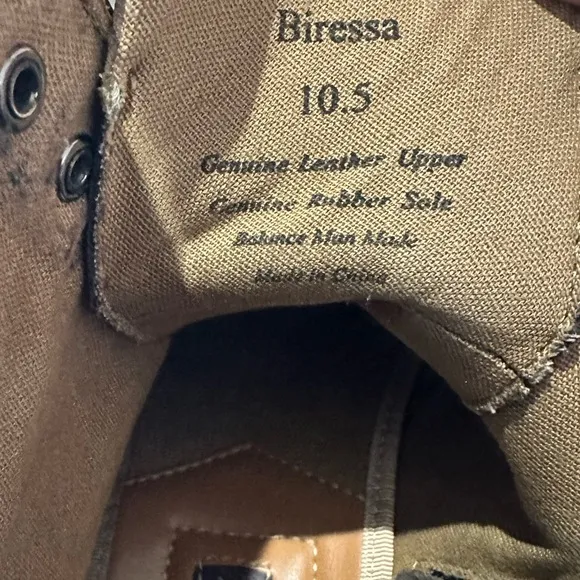 Biressa
10.5
Genuine Leather Upper
Genuine Rubber Sole
Balance Man Made
Made in China